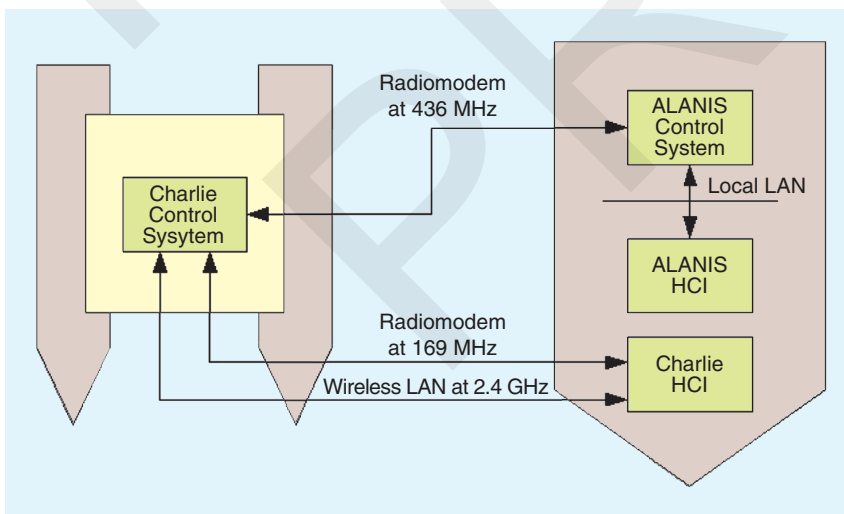 Radiomodem
at 436 MHz
ALANIS
Control
System
Local LAN
Charlie
Control
Sysytem
ALANIS
HCI
Radiomodem
at 169 MHz
Charlie
HCI
Wireless LAN at 2.4 GHz